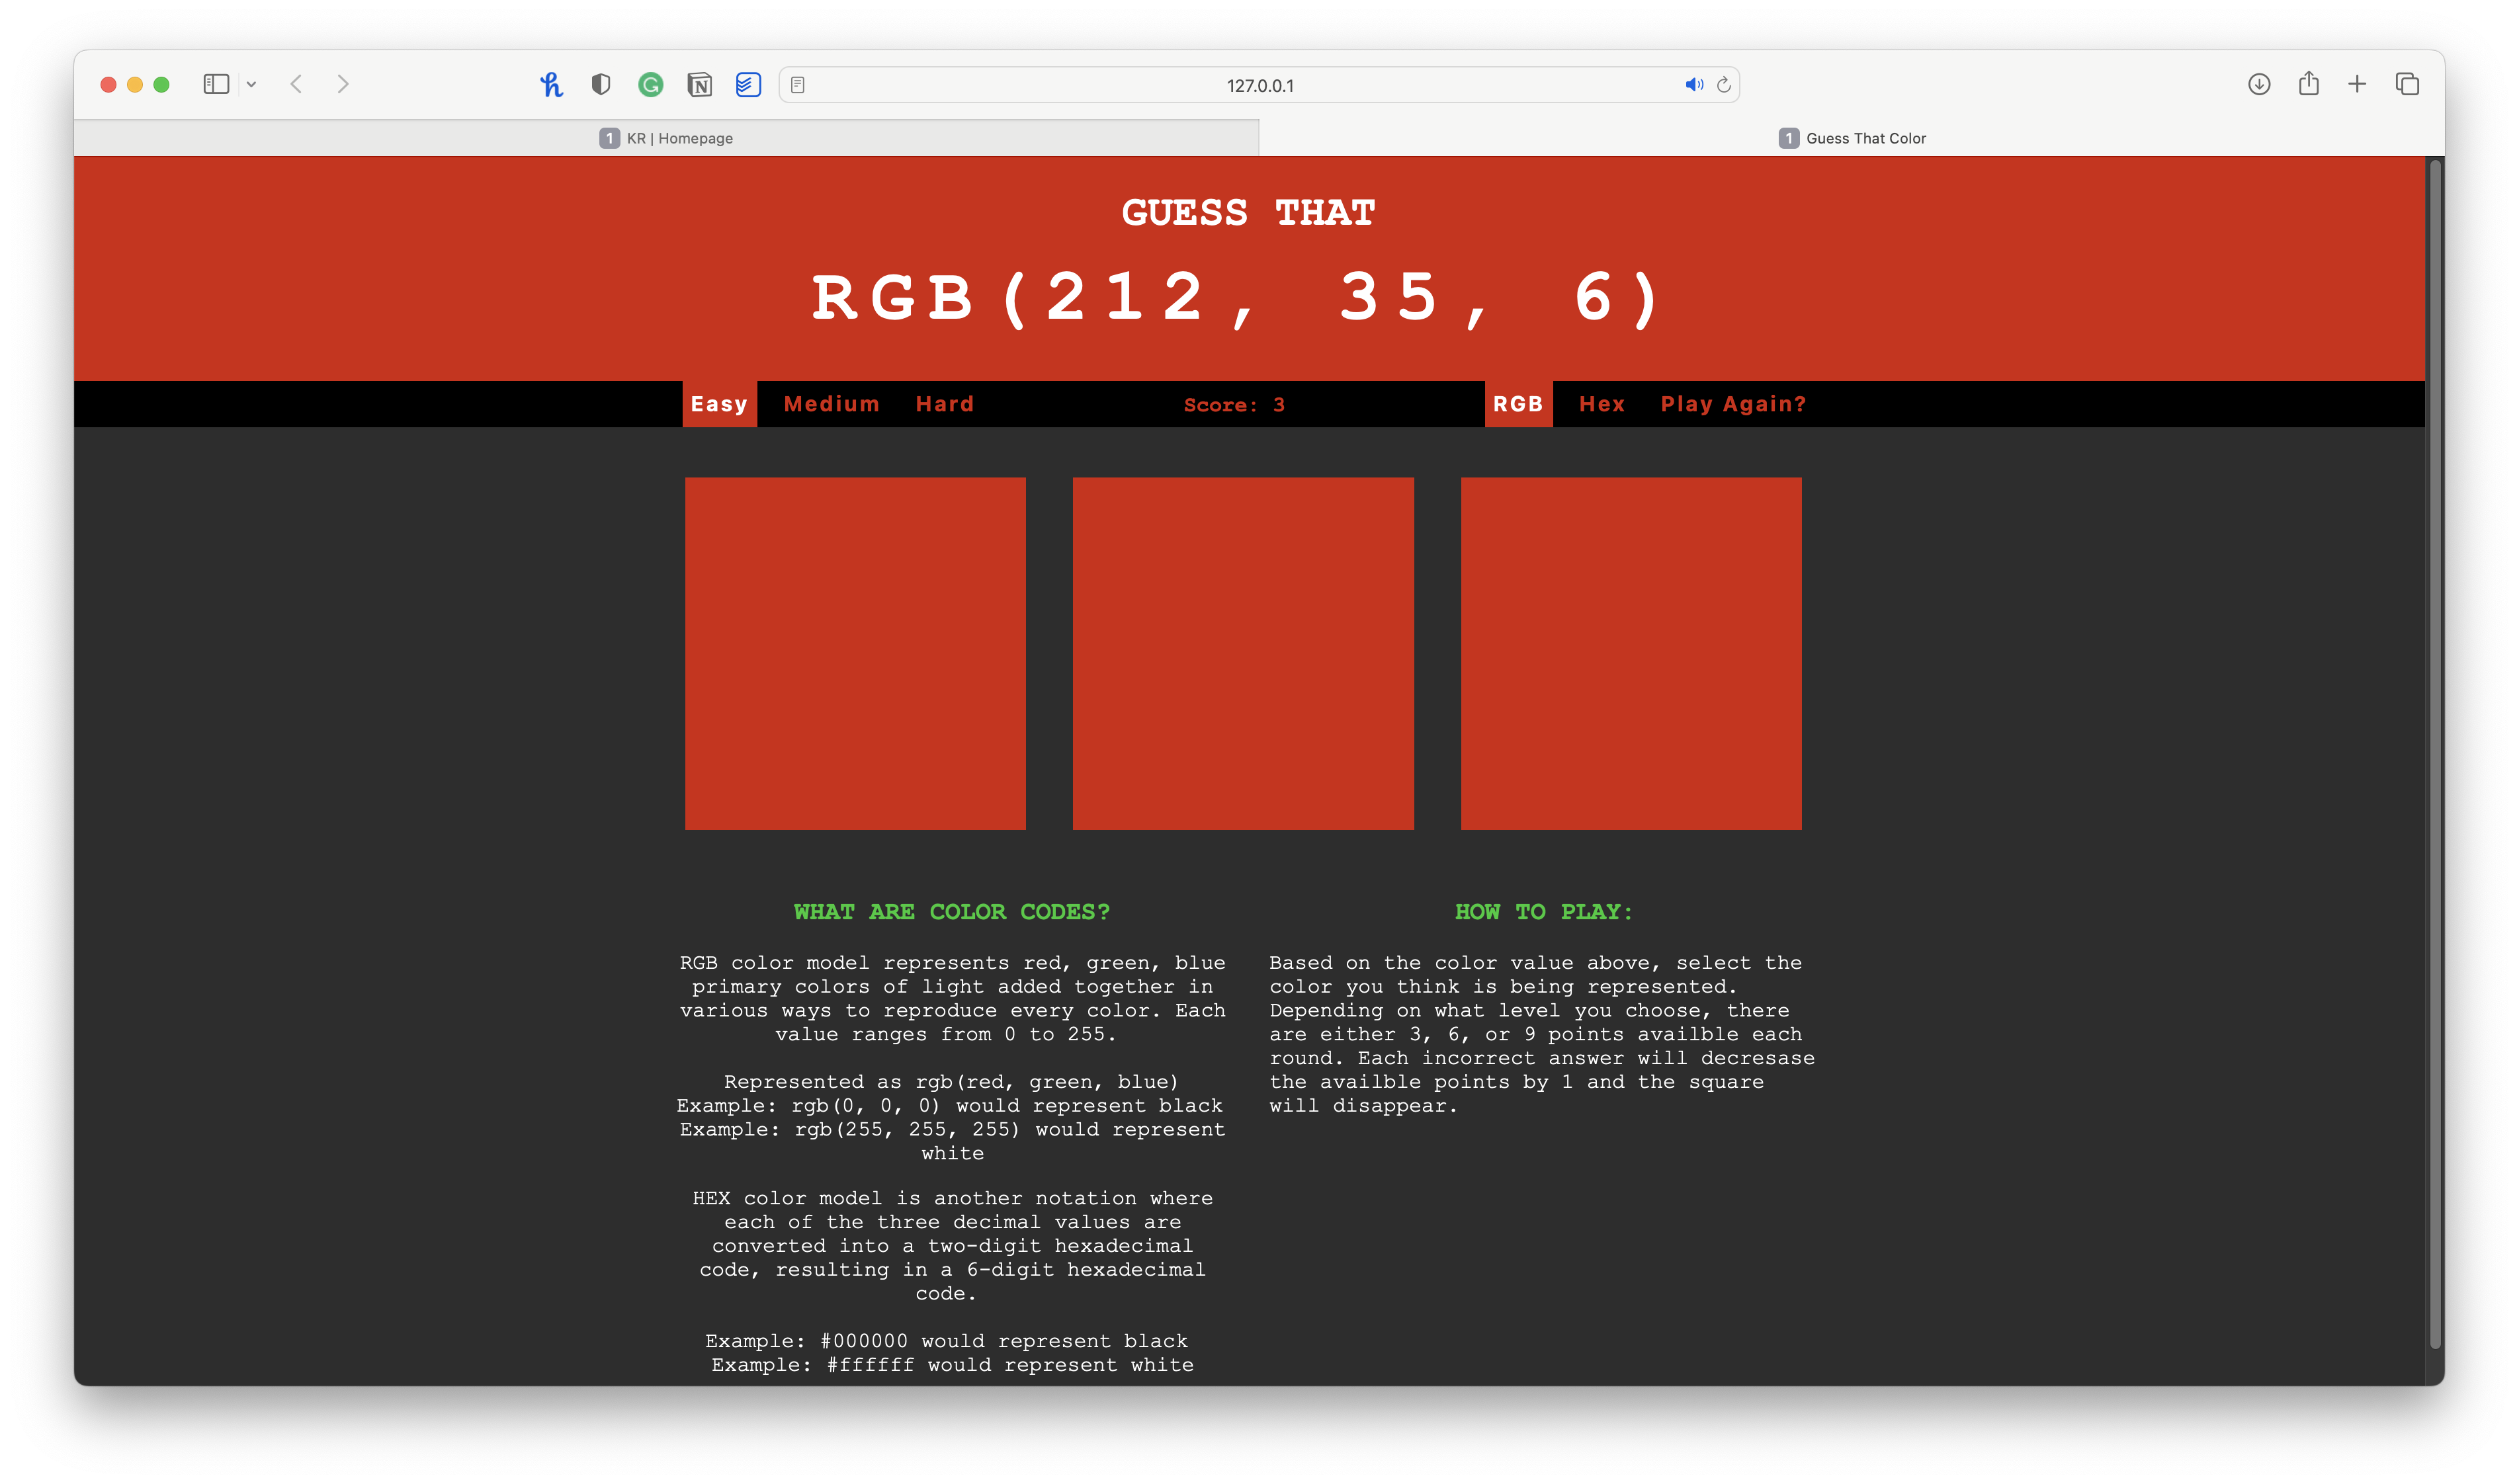 127.0.0.1
1 KR | Homepage
1 Guess That Color
GUESS THAT
RGB(212, 35, 6)
Easy Medium Hard Score: 3 RGB Hex Play Again?
WHAT ARE COLOR CODES?
RGB color model represents red, green, blue
primary colors of light added together in
various ways to reproduce every color. Each
value ranges from 0 to 255.
Represented as rgb(red, green, blue)
Example: rgb(0, 0, 0) would represent black
Example: rgb(255, 255, 255) would represent
white
HEX color model is another notation where
each of the three decimal values are
converted into a two-digit hexadecimal
code, resulting in a 6-digit hexadecimal
code.
Example: #000000 would represent black
Example: #ffffff would represent white
HOW TO PLAY:
Based on the color value above, select the
color you think is being represented.
Depending on what level you choose, there
are either 3, 6, or 9 points availble each
round. Each incorrect answer will decresase
the availble points by 1 and the square
will disappear.